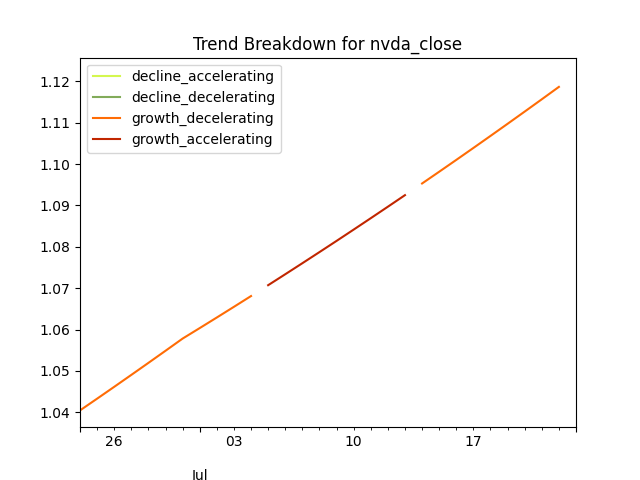 Trend Breakdown for nvda_close
decline_accelerating
decline_decelerating
growth_decelerating
growth_accelerating
1.12
1.11
1.10
1.09
1.08
1.07
1.06
1.05
1.04
26
03
10
17
Iul